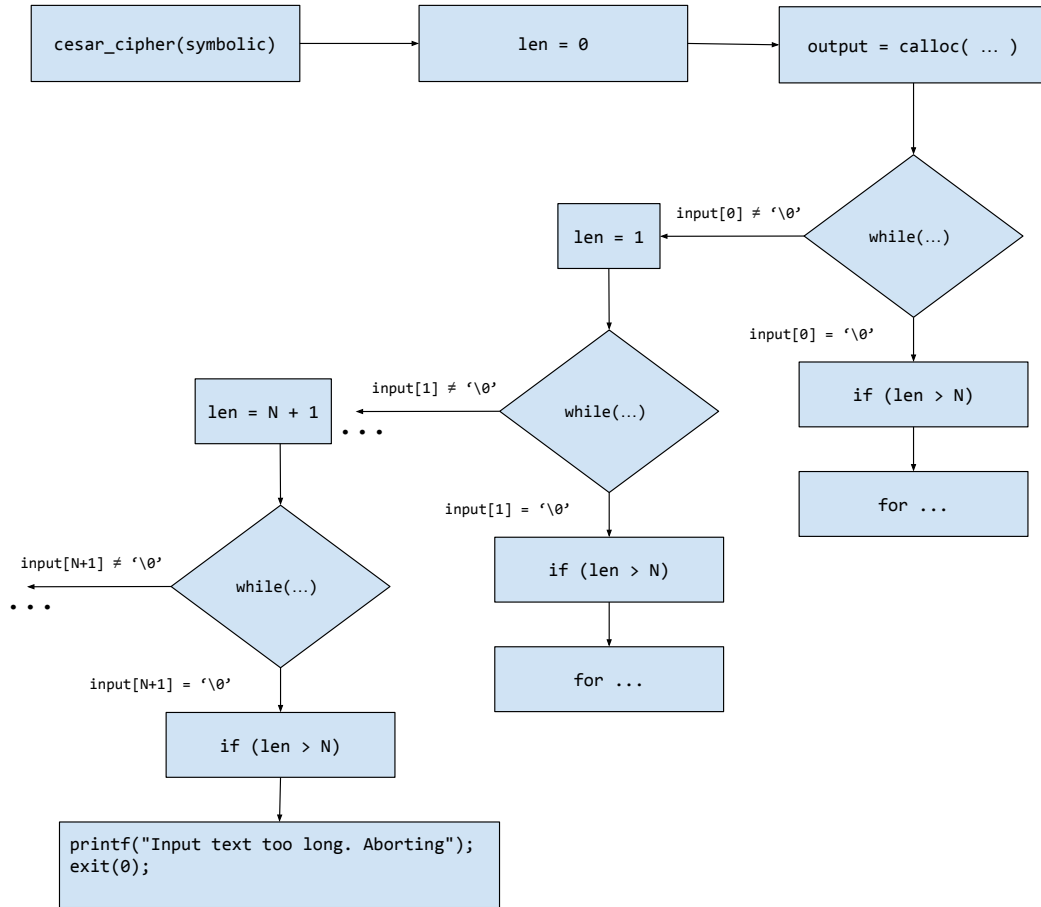 cesar_cipher(symbolic)
len = 0
output = calloc( … )
input[0] ≠ ‘\0’
len = 1
while(…)
input[0] = ‘\0’
input[1] ≠ ‘\0’
if (len > N)
len = N + 1
...
while(…)
for ...
input[1] = ‘\0’
input[N+1] ≠ ‘\0’
if (len > N)
while(…)
...
for ...
input[N+1] = ‘\0’
if (len > N)
printf("Input text too long. Aborting");
exit(0);